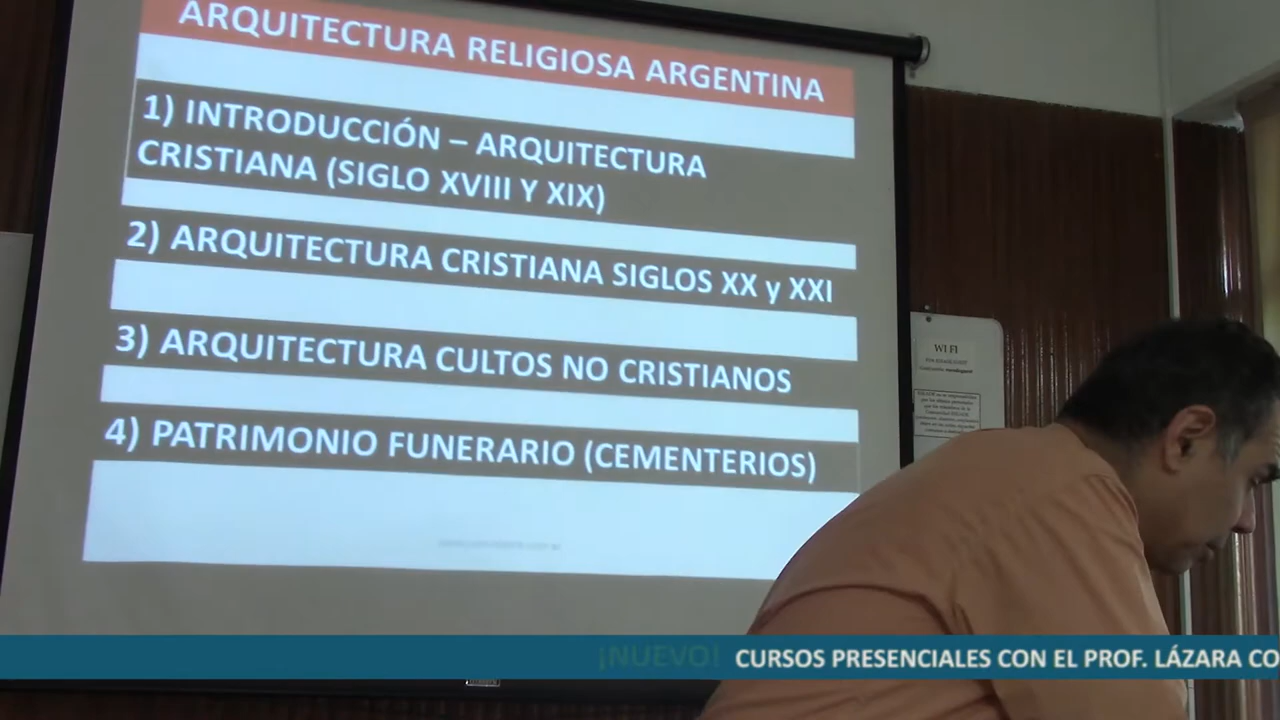 ARQUITECTURA RELIGIOSA ARGENTINA
1) INTRODUCCIÓN – ARQUITECTURA
CRISTIANA (SIGLO XVIII Y XIX)
2) ARQUITECTURA CRISTIANA SIGLOS XX y XXI
3) ARQUITECTURA CULTOS NO CRISTIANOS
4) PATRIMONIO FUNERARIO (CEMENTERIOS)
WI FI
¡NUEVO! CURSOS PRESENCIALES CON EL PROF. LÁZARA CO